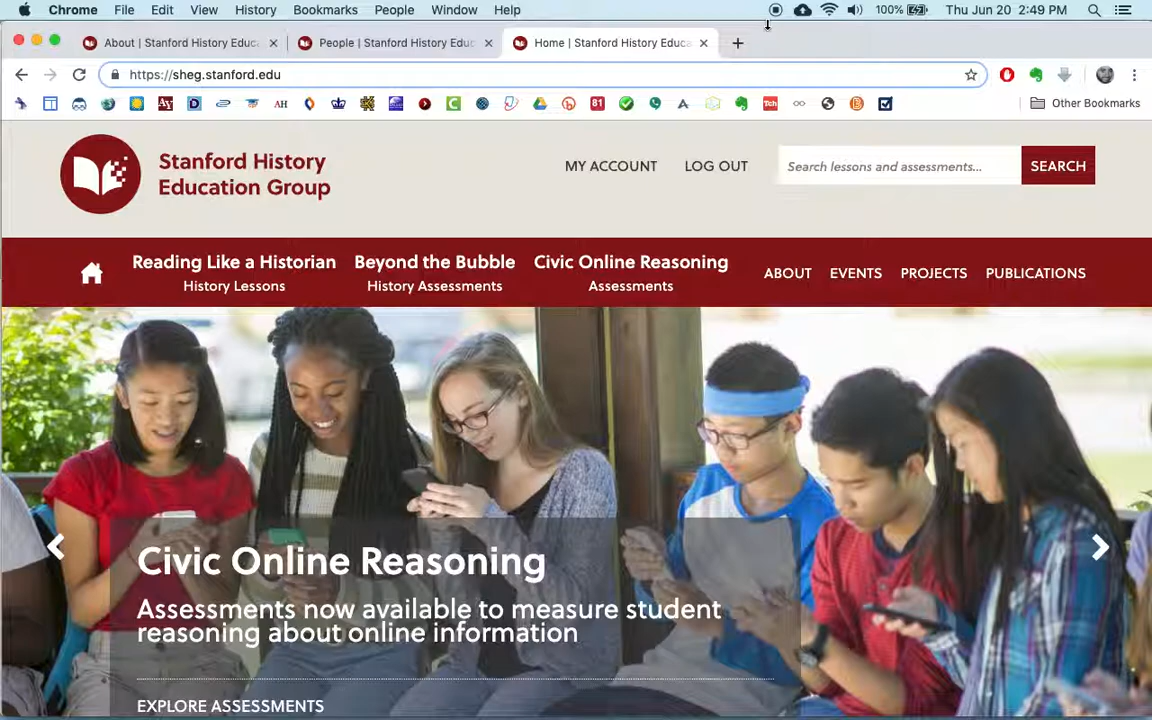 Chrome File Edit View History Bookmarks People Window Help 100% Thu Jun 20 2:49 PM
About | Stanford History Educa People | Stanford History Educ Home | Stanford History Educa
https://sheg.stanford.edu
AY D AH C 81 Tch Other Bookmarks
Stanford History
Education Group
MY ACCOUNT LOG OUT Search lessons and assessments... SEARCH
Reading Like a Historian Beyond the Bubble Civic Online Reasoning
History Lessons History Assessments Assessments
ABOUT EVENTS PROJECTS PUBLICATIONS
Civic Online Reasoning
Assessments now available to measure student
reasoning about online information
EXPLORE ASSESSMENTS